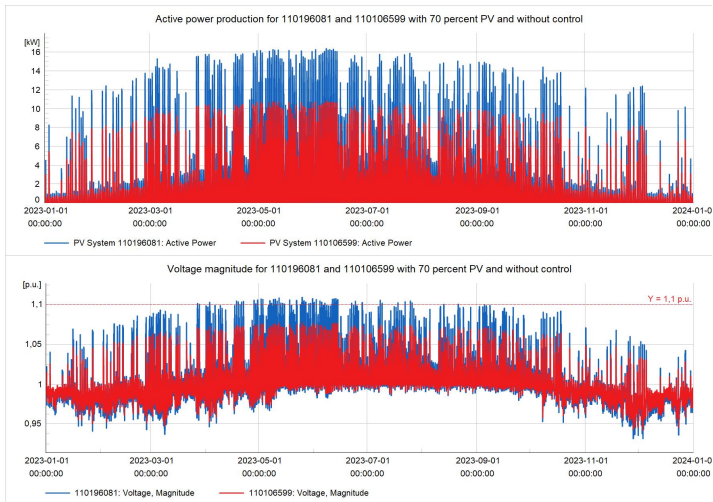 Active power production for 110196081 and 110106599 with 70 percent PV and without control
[kW]
16
14
12
10
8
6
4
2
0
2023-01-01 2023-03-01 2023-05-01 2023-07-01 2023-09-01 2023-11-01 2024-01-0
00:00:00 00:00:00 00:00:00 00:00:00 00:00:00 00:00:00 00:00:00
PV System 110196081: Active Power PV System 110106599: Active Power
Voltage magnitude for 110196081 and 110106599 with 70 percent PV and without control
[p.u.]
Y = 1,1 p.u.
1,1
1,05
1
0,95
2023-01-01 2023-03-01 2023-05-01 2023-07-01 2023-09-01 2023-11-01 2024-01-0
00:00:00 00:00:00 00:00:00 00:00:00 00:00:00 00:00:00 00:00:00
110196081: Voltage, Magnitude 110106599: Voltage, Magnitude